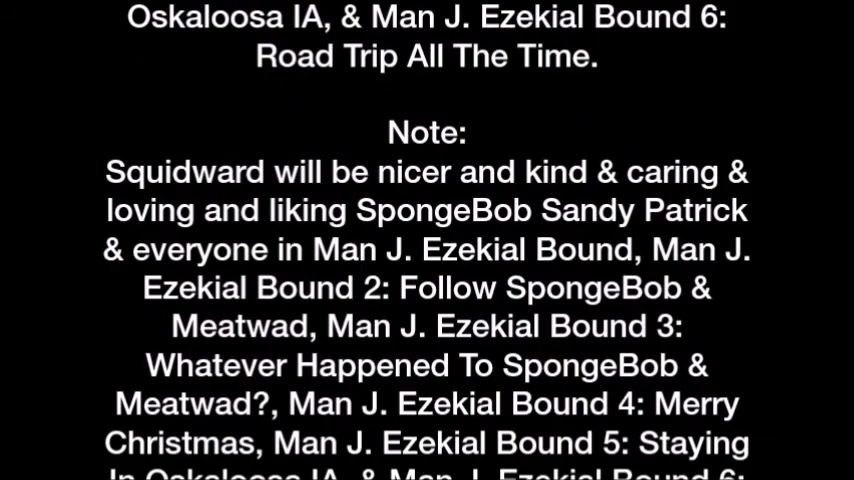 Oskaloosa IA, & Man J. Ezekial Bound 6:
Road Trip All The Time.
Note:
Squidward will be nicer and kind & caring &
loving and liking SpongeBob Sandy Patrick
& everyone in Man J. Ezekial Bound, Man J.
Ezekial Bound 2: Follow SpongeBob &
Meatwad, Man J. Ezekial Bound 3:
Whatever Happened To SpongeBob &
Meatwad?, Man J. Ezekial Bound 4: Merry
Christmas, Man J. Ezekial Bound 5: Staying
In Oskaloosa IA, & Man J. Ezekial Bound 6: